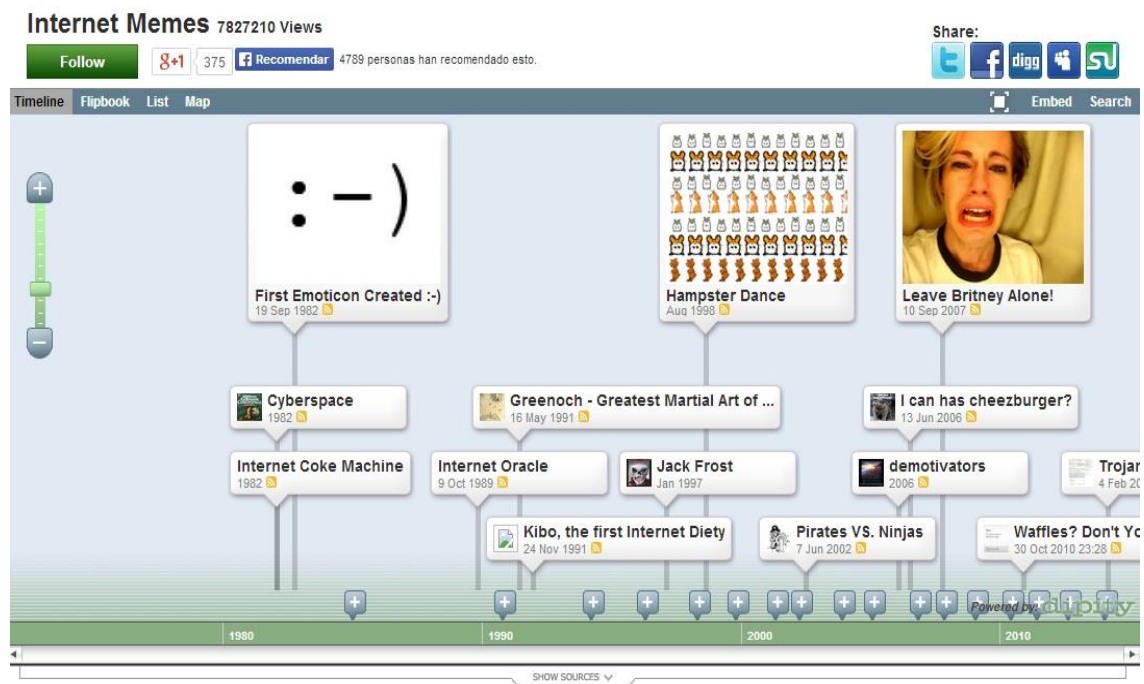 Internet Memes 7827210 Views
Share:
Follow
g+1 375 f Recomendar 4789 personas han recomendado esto.
digg
Timeline Flipbook List Map Embed Search
:-)
First Emoticon Created :-)
19 Sep 1982
Hampster Dance
Aug 1998
Leave Britney Alone!
10 Sep 2007
Cyberspace
1982
Greenoch - Greatest Martial Art of ...
16 May 1991
I can has cheezburger?
13 Jun 2006
Internet Coke Machine
1982
Internet Oracle
9 Oct 1989
Jack Frost
Jan 1997
demotivators
2006
Trojan
4 Feb 20
Kibo, the first Internet Diety
24 Nov 1991
Pirates VS. Ninjas
7 Jun 2002
Waffles? Don't Yo
30 Oct 2010 23:28
Powered by: dipity
1980 1990 2000 2010
SHOW SOURCES